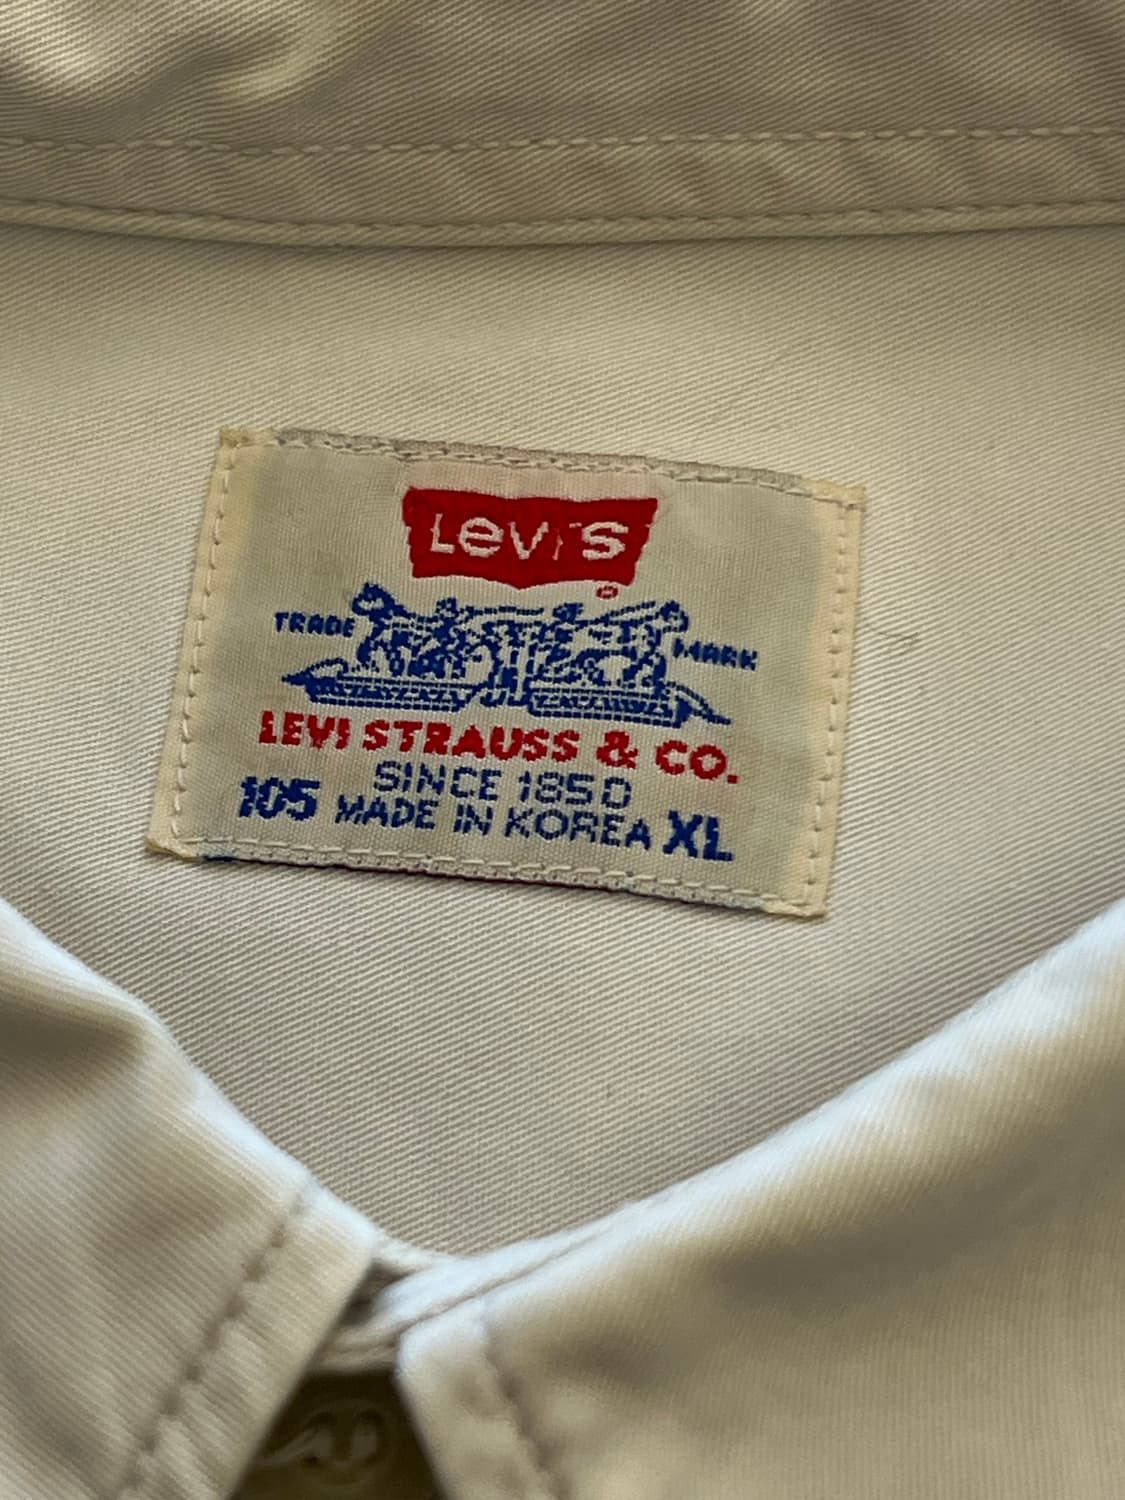 Levi's
®
TRADE MARK
LEVI STRAUSS & CO.
SINCE 1850
105 MADE IN KOREA XL